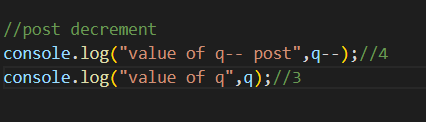 //post decrement
console.log("value of q-- post",q--);//4
console.log("value of q",q);//3